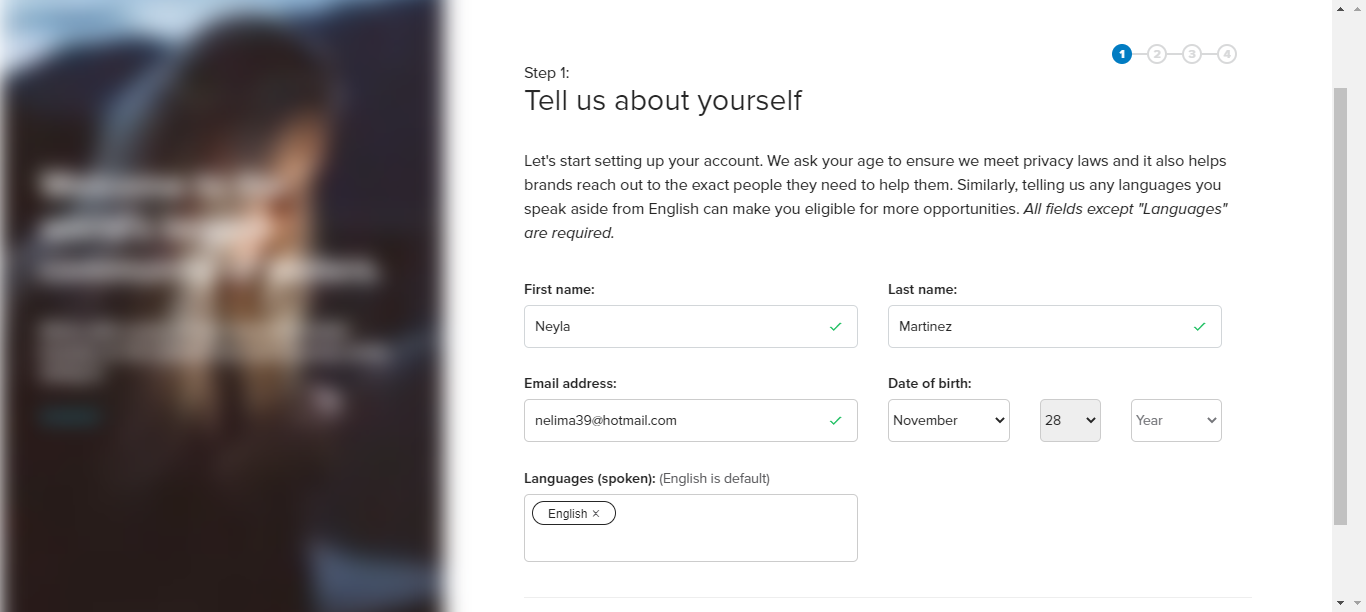 1 2 3 4
Step 1:
Tell us about yourself
Let's start setting up your account. We ask your age to ensure we meet privacy laws and it also helps
brands reach out to the exact people they need to help them. Similarly, telling us any languages you
speak aside from English can make you eligible for more opportunities. All fields except "Languages"
are required.
First name: Last name:
Neyla Martinez
Email address: Date of birth:
nelima39@hotmail.com November 28 Year
Languages (spoken): (English is default)
English ×